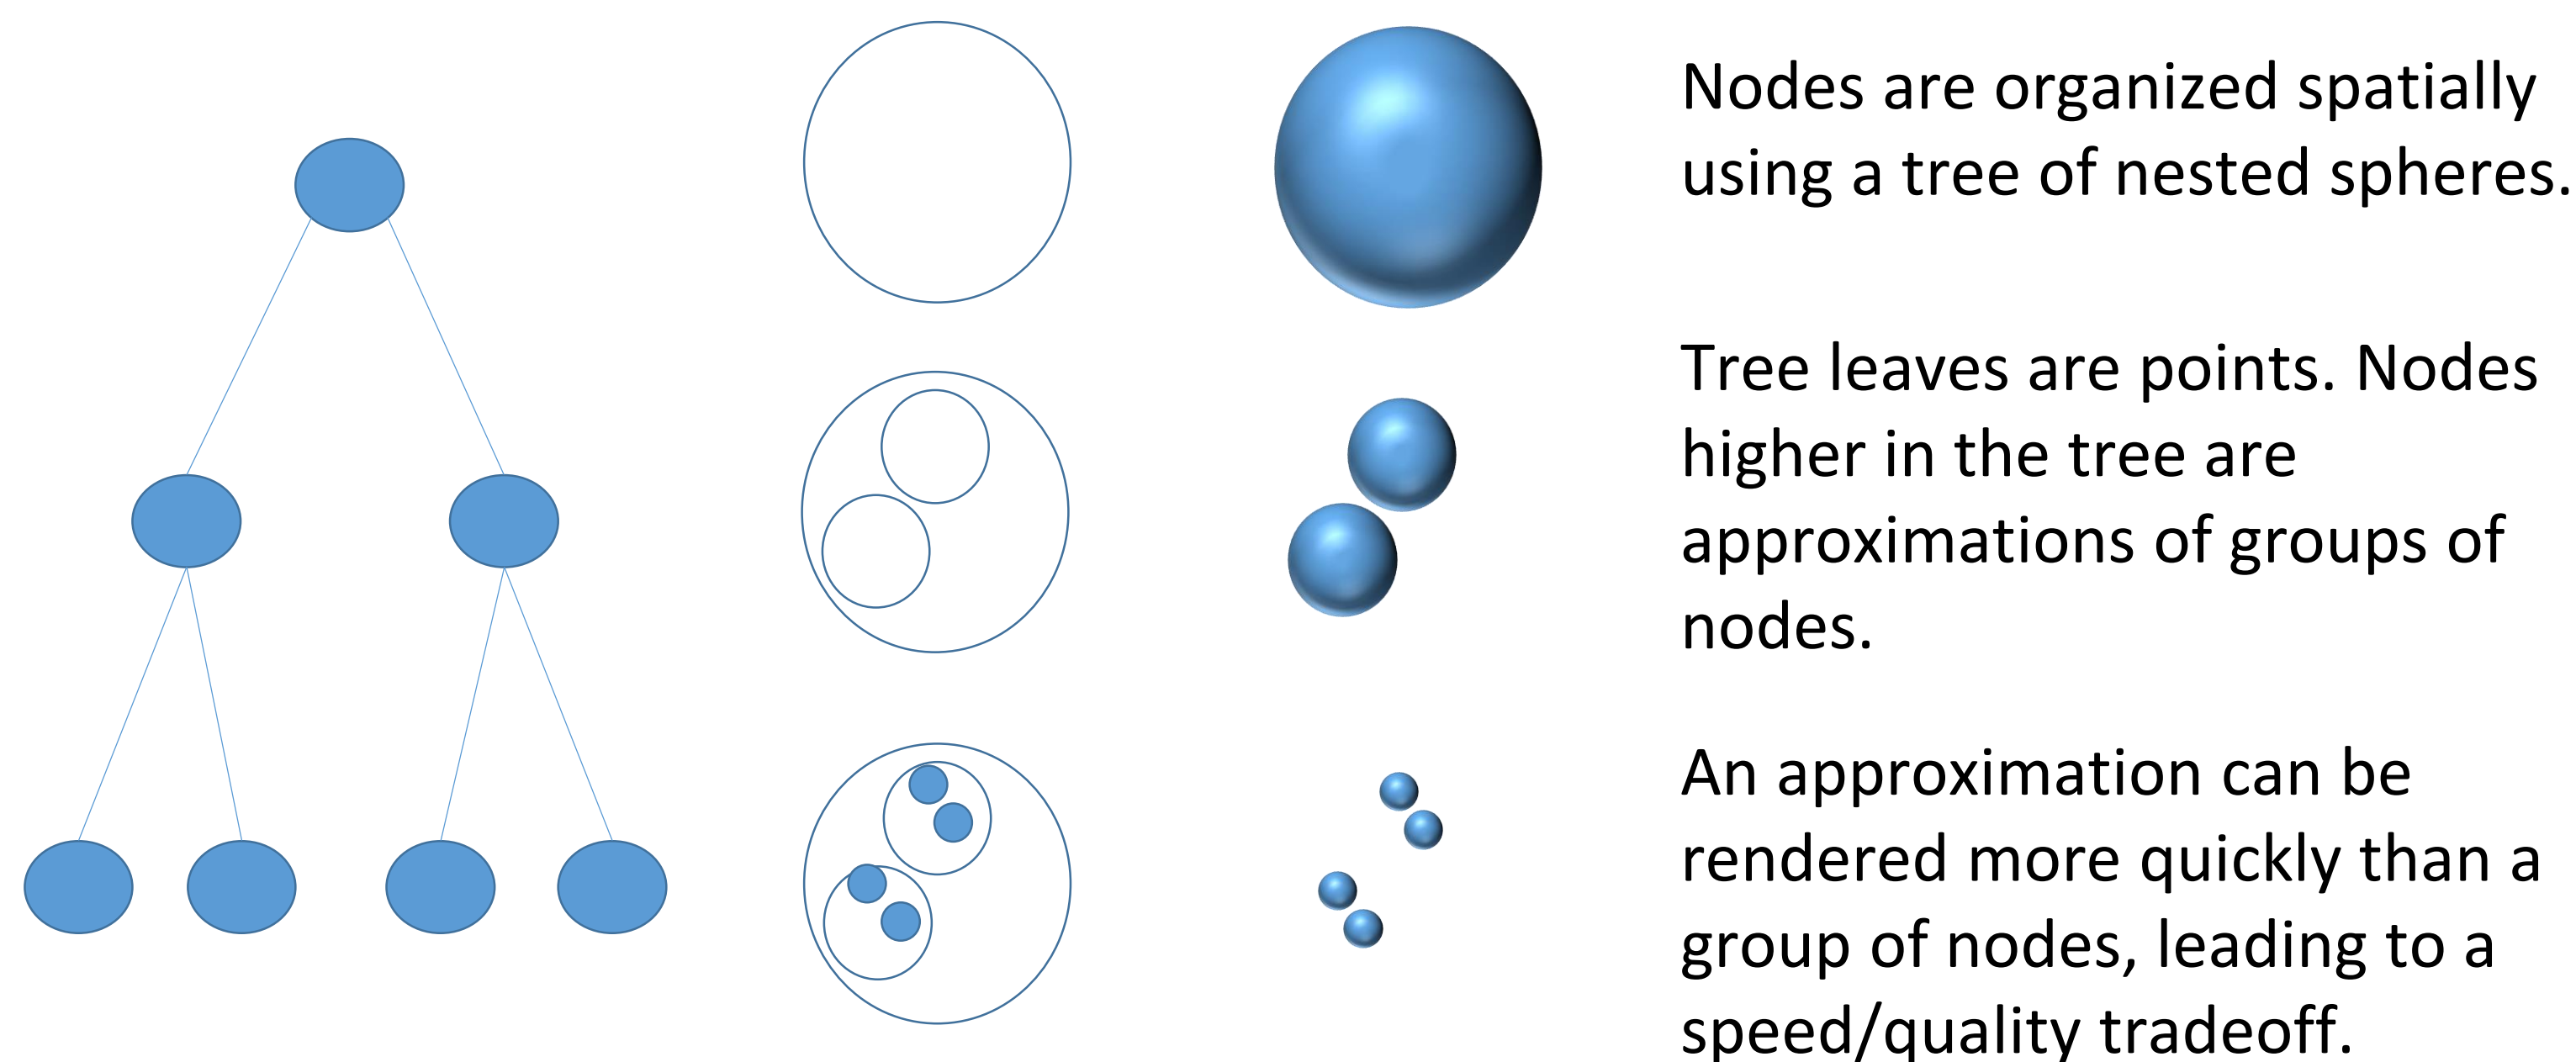 Nodes are organized spatially
using a tree of nested spheres.
Tree leaves are points. Nodes
higher in the tree are
approximations of groups of
nodes.
An approximation can be
rendered more quickly than a
group of nodes, leading to a
speed/quality tradeoff.